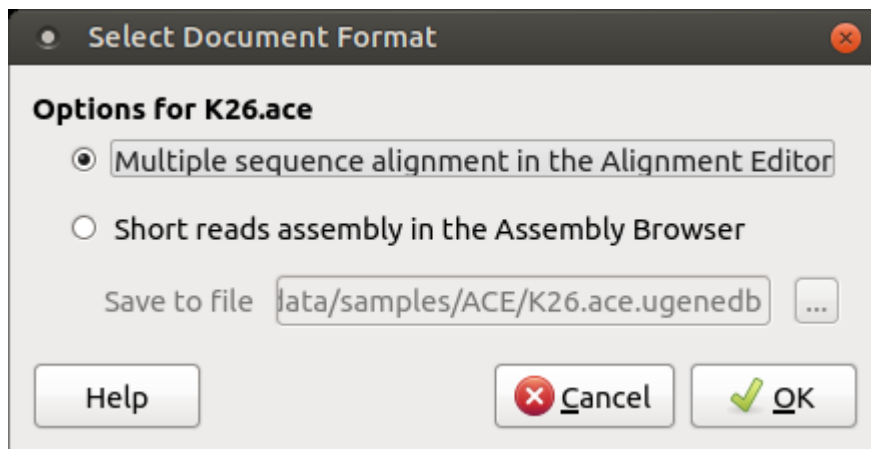 Select Document Format
Options for K26.ace
Multiple sequence alignment in the Alignment Editor
Short reads assembly in the Assembly Browser
Save to file data/samples/ACE/K26.ace.ugenedb ...
Help Cancel OK